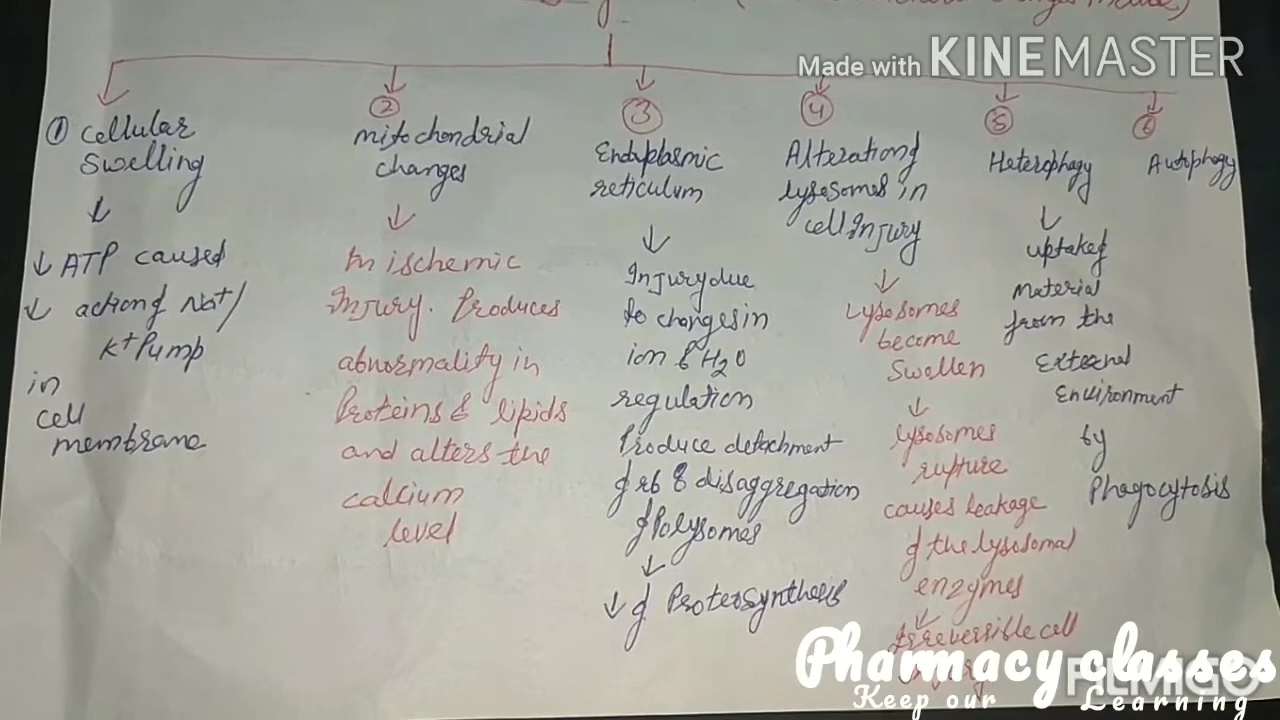 Made with KINEMASTER
① cellular
swelling
↓
↓ ATP caused
↓ action of Na+/
K+ Pump
in
cell
membrane
②
mitochondrial
changes
↓
In ischemic
Injury. Produces
abnormality in
Proteins & lipids
and alters the
calcium
level
③
Endoplasmic
reticulum
↓
Injury due
to changes in
ion & H2O
regulation
Produce detachment
of rb & disaggregation
of Polysomes
↓
↓ of Proteosynthesis
④
Alteration of
lysosomes in
cell Injury
↓
Lysosomes
become
Swellen
↓
lysosomes
rupture
causes leakage
of the lysosomal
enzymes
↓
Irreversible cell
injury
⑤
Heterophagy
↓
uptake of
Material
from the
External
Environment
by
Phagocytosis
⑥
Autophagy
Pharmacy classes
Keep our Learning
FILMIGO